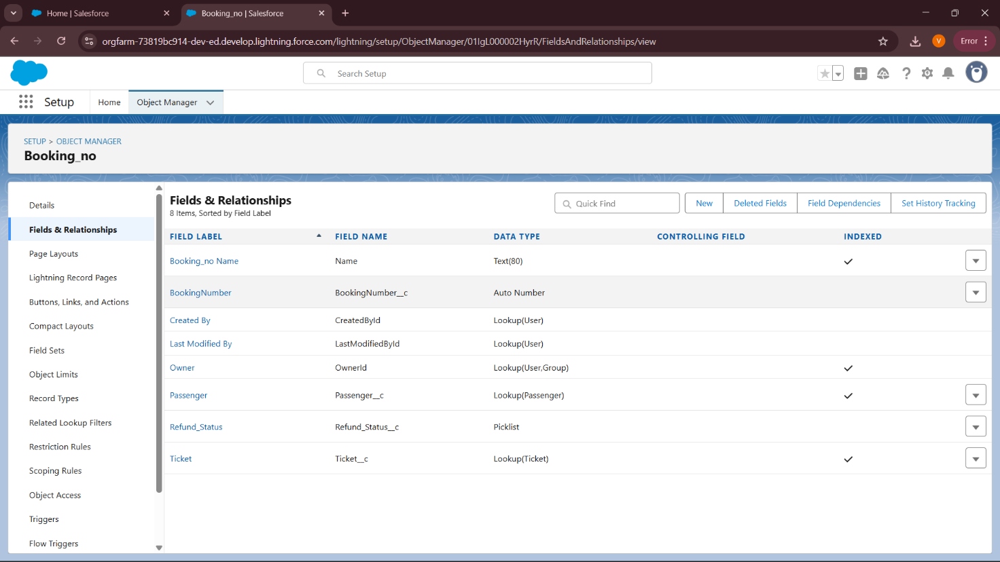 Home | Salesforce
Booking_no | Salesforce
orgfarm-73819bc914-dev-ed.develop.lightning.force.com/lightning/setup/ObjectManager/01IgL000002HyrR/FieldsAndRelationships/view
V
Error
Search Setup
Setup
Home
Object Manager
SETUP > OBJECT MANAGER
Booking_no
Details
Fields & Relationships
Page Layouts
Lightning Record Pages
Buttons, Links, and Actions
Compact Layouts
Field Sets
Object Limits
Record Types
Related Lookup Filters
Restriction Rules
Scoping Rules
Object Access
Triggers
Flow Triggers
Fields & Relationships
8 Items, Sorted by Field Label
Quick Find
New
Deleted Fields
Field Dependencies
Set History Tracking
FIELD LABEL FIELD NAME DATA TYPE CONTROLLING FIELD INDEXED
Booking_no Name Name Text(80)
BookingNumber BookingNumber__c Auto Number
Created By CreatedById Lookup(User)
Last Modified By LastModifiedById Lookup(User)
Owner OwnerId Lookup(User,Group)
Passenger Passenger__c Lookup(Passenger)
Refund_Status Refund_Status__c Picklist
Ticket Ticket__c Lookup(Ticket)